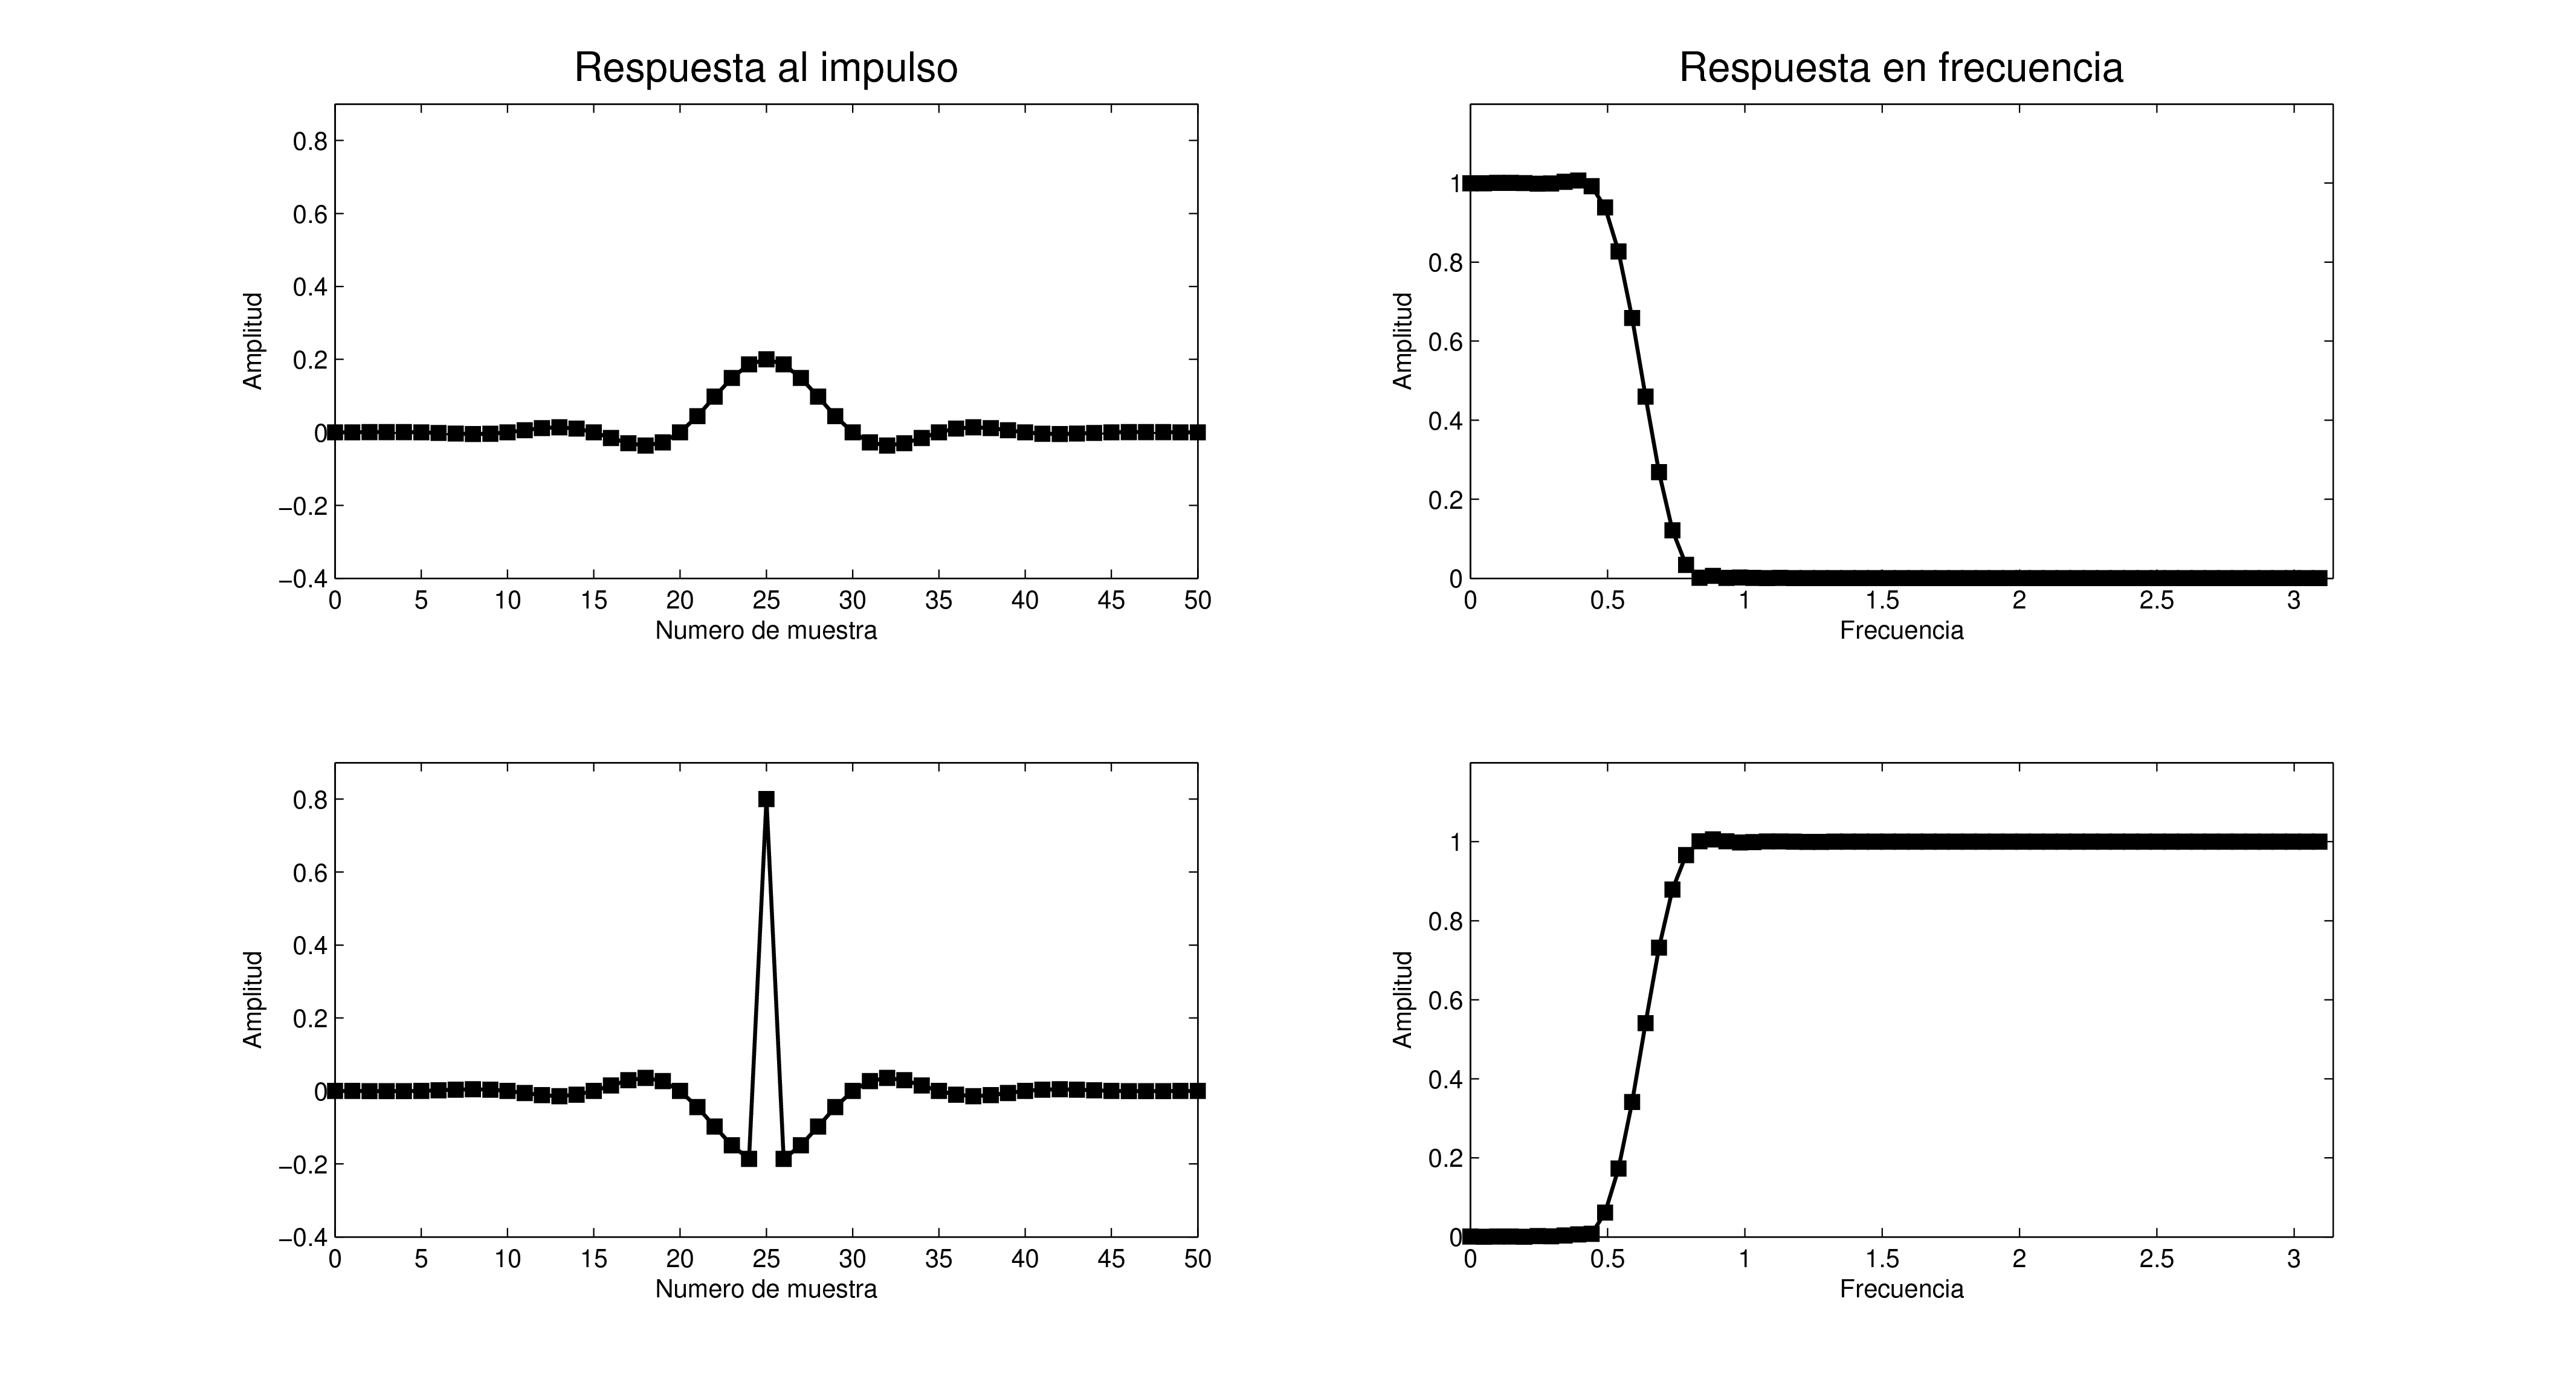 Respuesta al impulso
0.8
0.6
0.4
0.2
0
−0.2
−0.4
Amplitud
0 5 10 15 20 25 30 35 40 45 50
Numero de muestra
Respuesta en frecuencia
1
0.8
0.6
0.4
0.2
0
Amplitud
0 0.5 1 1.5 2 2.5 3
Frecuencia
0.8
0.6
0.4
0.2
0
−0.2
−0.4
Amplitud
0 5 10 15 20 25 30 35 40 45 50
Numero de muestra
1
0.8
0.6
0.4
0.2
0
Amplitud
0 0.5 1 1.5 2 2.5 3
Frecuencia